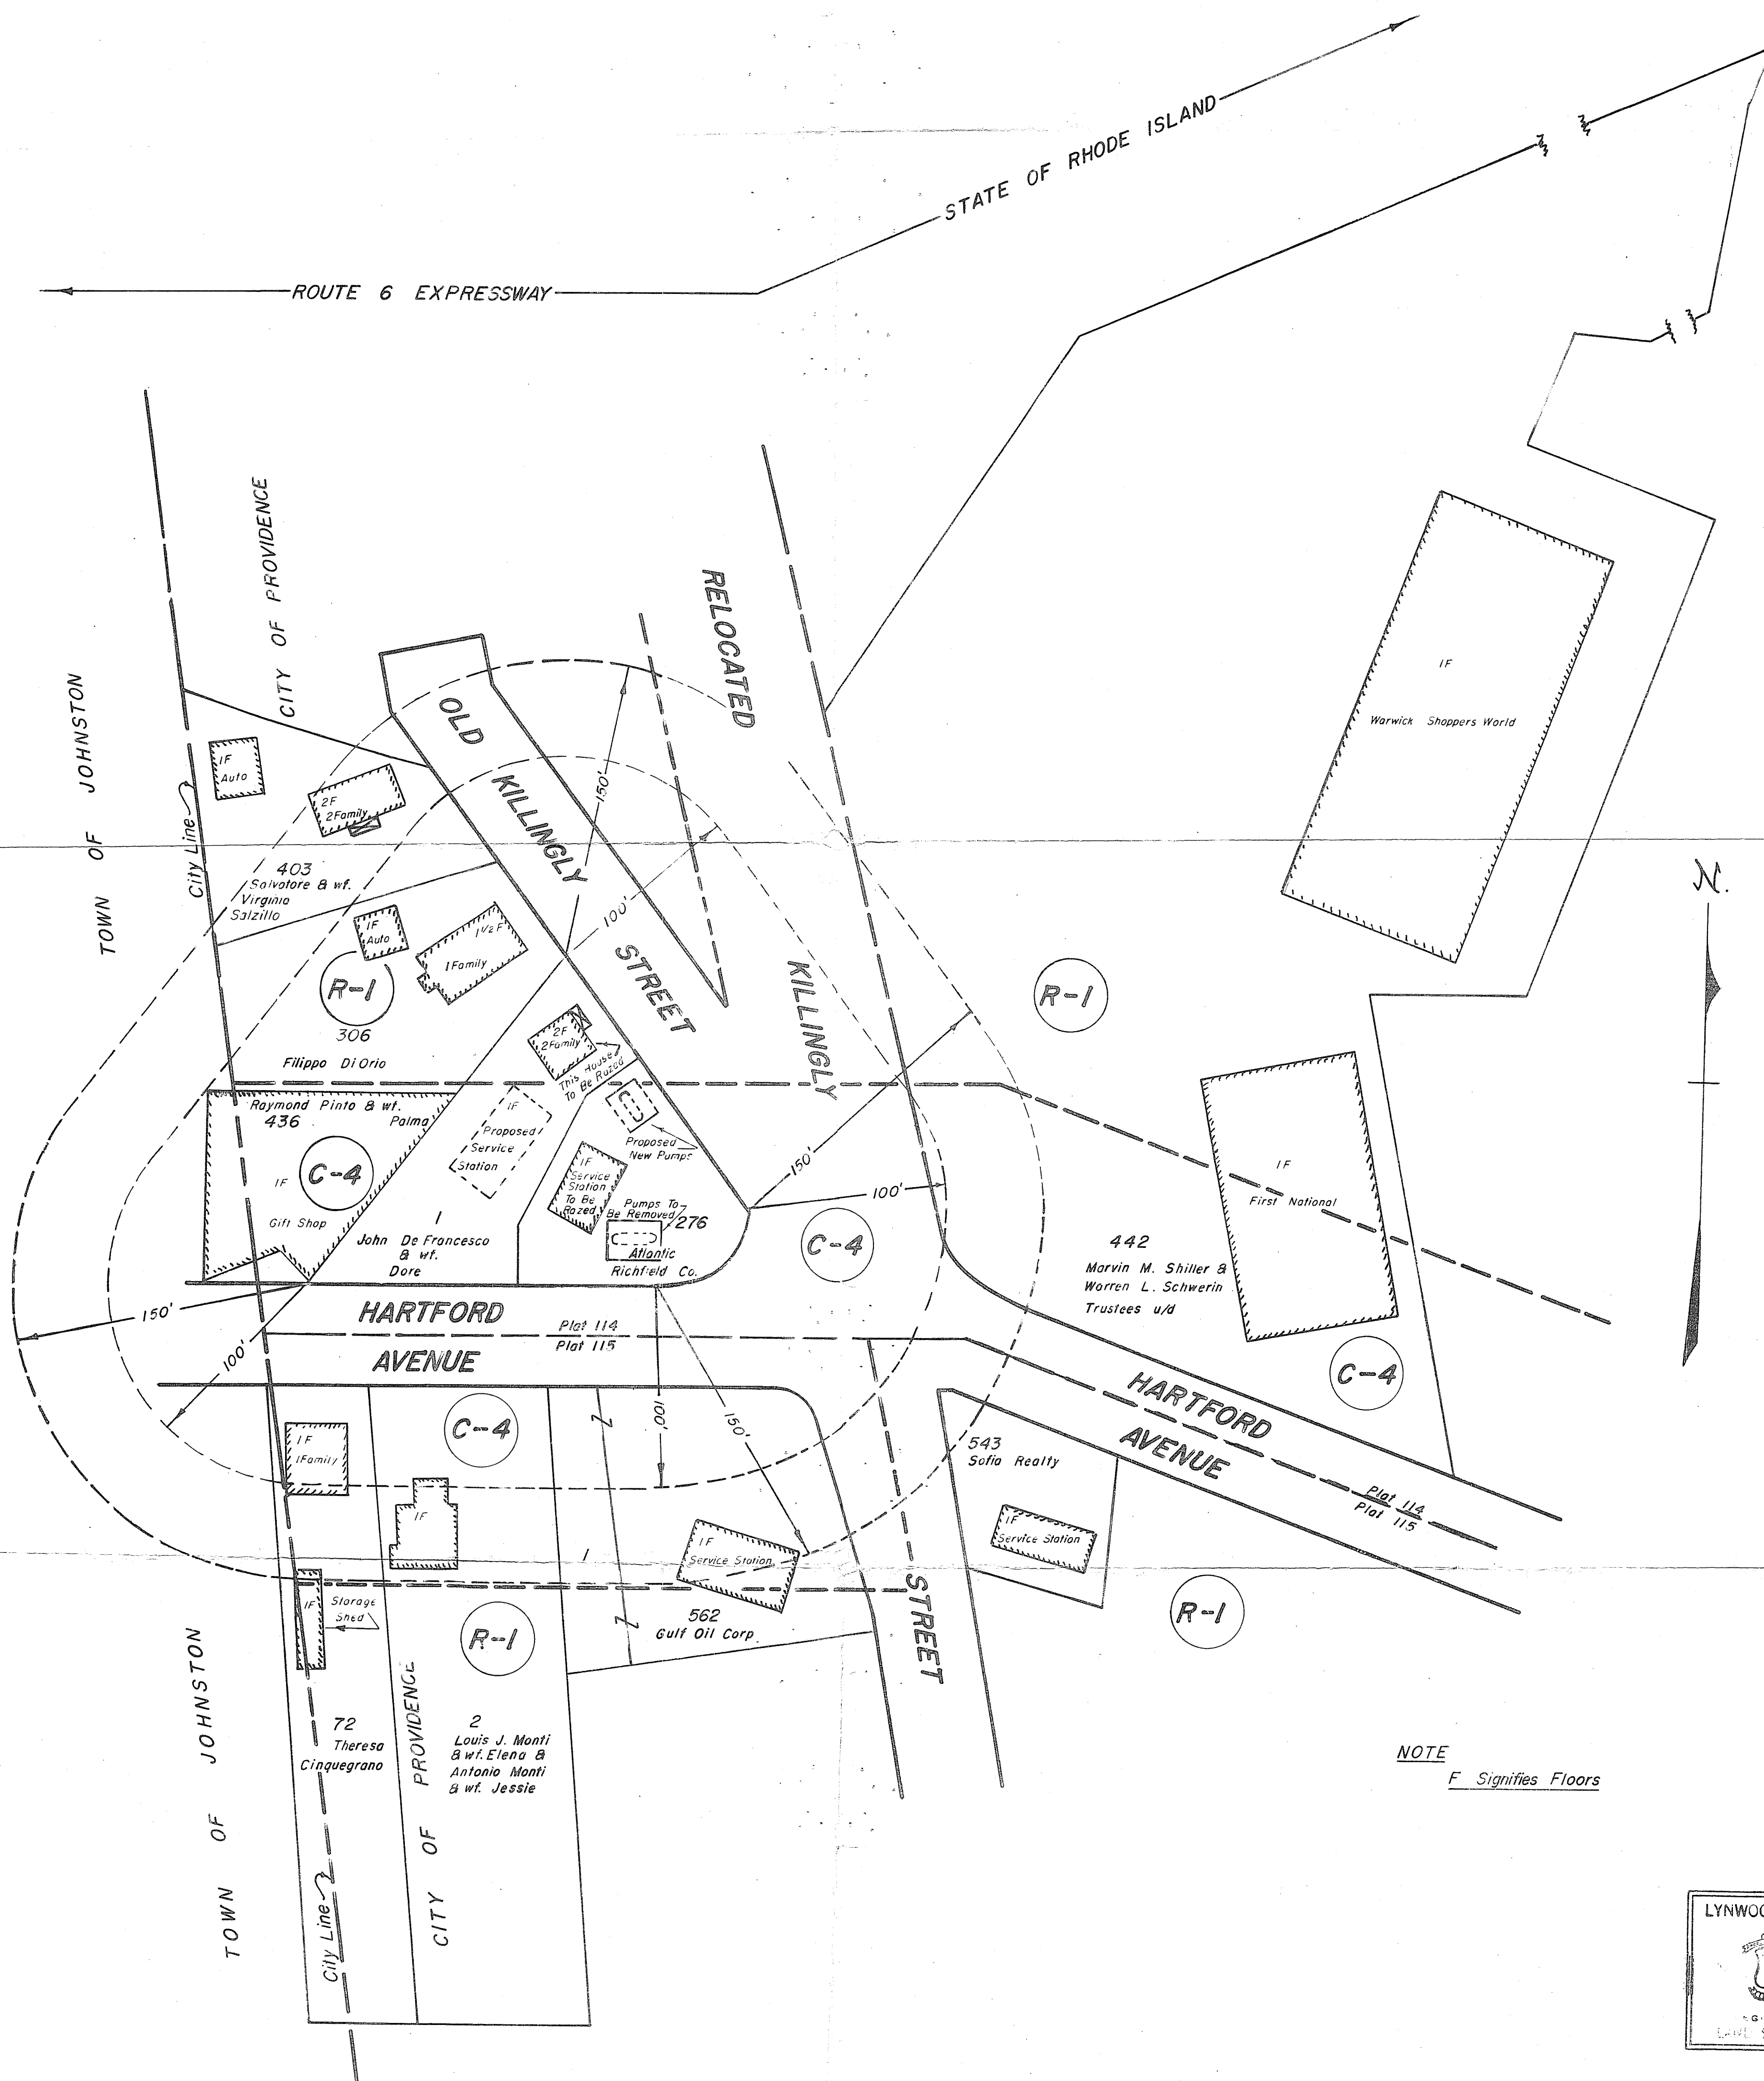 STATE OF RHODE ISLAND
ROUTE 6 EXPRESSWAY
CITY OF PROVIDENCE
TOWN OF JOHNSTON
City Line
RELOCATED
KILLINGLY
STREET
OLD
KILLINGLY
STREET
1F
Auto
2F
2Family
403
Salvatore & wf.
Virginia
Salzillo
150'
100'
1F
Auto
1½F
1Family
R-1
306
Filippo DiOrio
2F
2Family
This House
To Be Razed
Raymond Pinto & wf.
436
Palma
C-4
1F
Gift Shop
1F
Proposed
Service
Station
Proposed
New Pumps
1F
Service
Station
To Be
Razed
Pumps To
Be Removed
276
Atlantic
Richfield Co.
1
John De Francesco
& wf.
Dore
150'
100'
C-4
R-1
1F
Warwick Shoppers World
N.
1F
First National
442
Marvin M. Shiller &
Warren L. Schwerin
Trustees u/d
C-4
150'
100'
HARTFORD
AVENUE
Plat 114
Plat 115
100'
150'
HARTFORD
AVENUE
Plat 114
Plat 115
C-4
1F
1Family
1F
1
1F
Service Station
562
Gulf Oil Corp.
543
Sofia Realty
1F
Service Station
R-1
1F
Storage
Shed
R-1
72
Theresa
Cinquegrano
2
Louis J. Monti
& wf. Elena &
Antonio Monti
& wf. Jessie
TOWN OF JOHNSTON
City Line
CITY OF PROVIDENCE
NOTE
F Signifies Floors